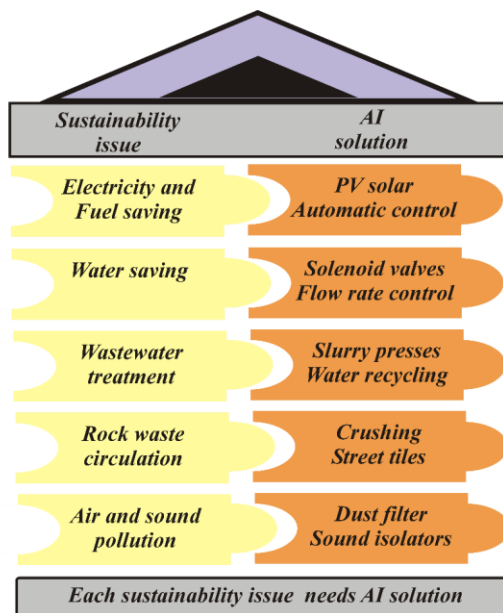 Sustainability
issue
AI
solution
Electricity and
Fuel saving
PV solar
Automatic control
Water saving
Solenoid valves
Flow rate control
Wastewater
treatment
Slurry presses
Water recycling
Rock waste
circulation
Crushing
Street tiles
Air and sound
pollution
Dust filter
Sound isolators
Each sustainability issue needs AI solution